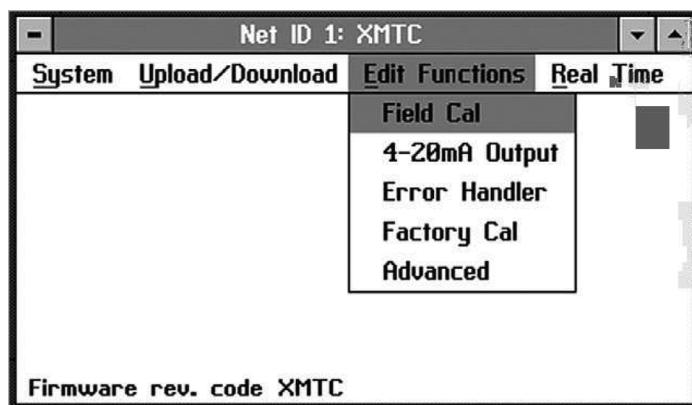 Net ID 1: XMTC
System Upload/Download Edit Functions Real Time
Field Cal
4-20mA Output
Error Handler
Factory Cal
Advanced
Firmware rev. code XMTC